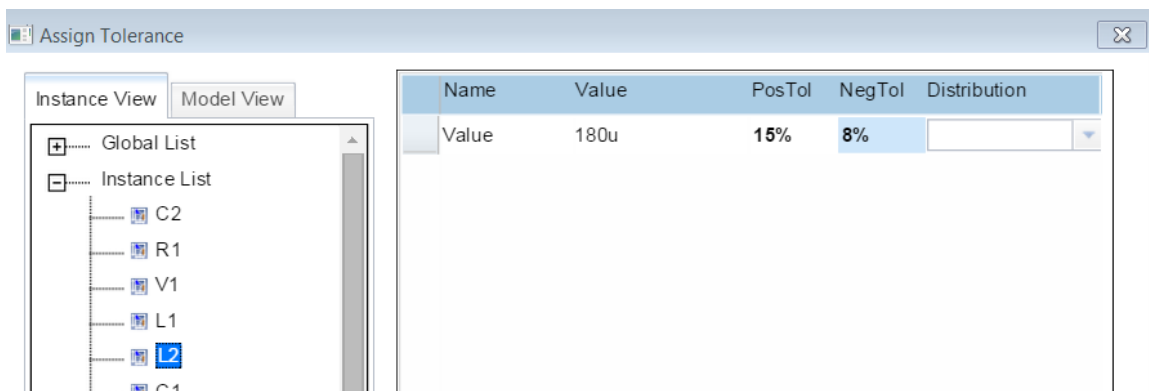 Assign Tolerance
Instance View Model View
Global List
Instance List
C2
R1
V1
L1
L2
Name Value PosTol NegTol Distribution
Value 180u 15% 8%